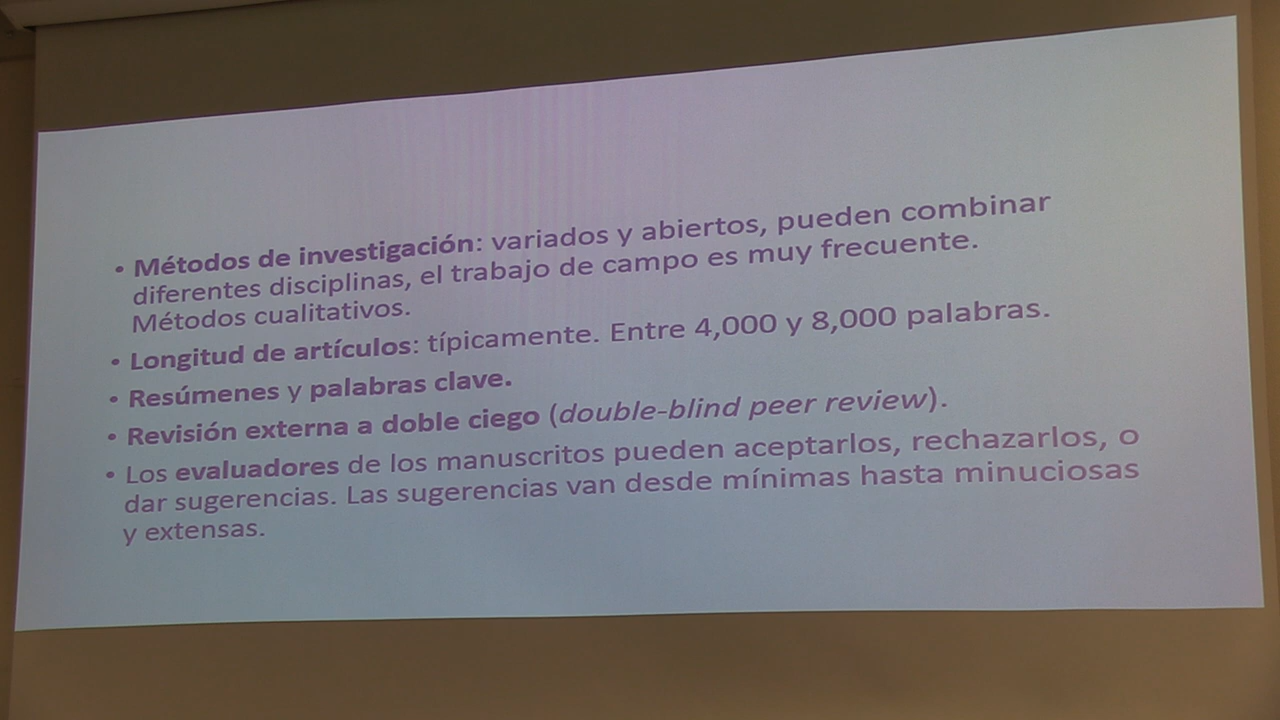 • Métodos de investigación: variados y abiertos, pueden combinar
diferentes disciplinas, el trabajo de campo es muy frecuente.
Métodos cualitativos.
• Longitud de artículos: típicamente. Entre 4,000 y 8,000 palabras.
• Resúmenes y palabras clave.
• Revisión externa a doble ciego (double-blind peer review).
• Los evaluadores de los manuscritos pueden aceptarlos, rechazarlos, o
dar sugerencias. Las sugerencias van desde mínimas hasta minuciosas
y extensas.